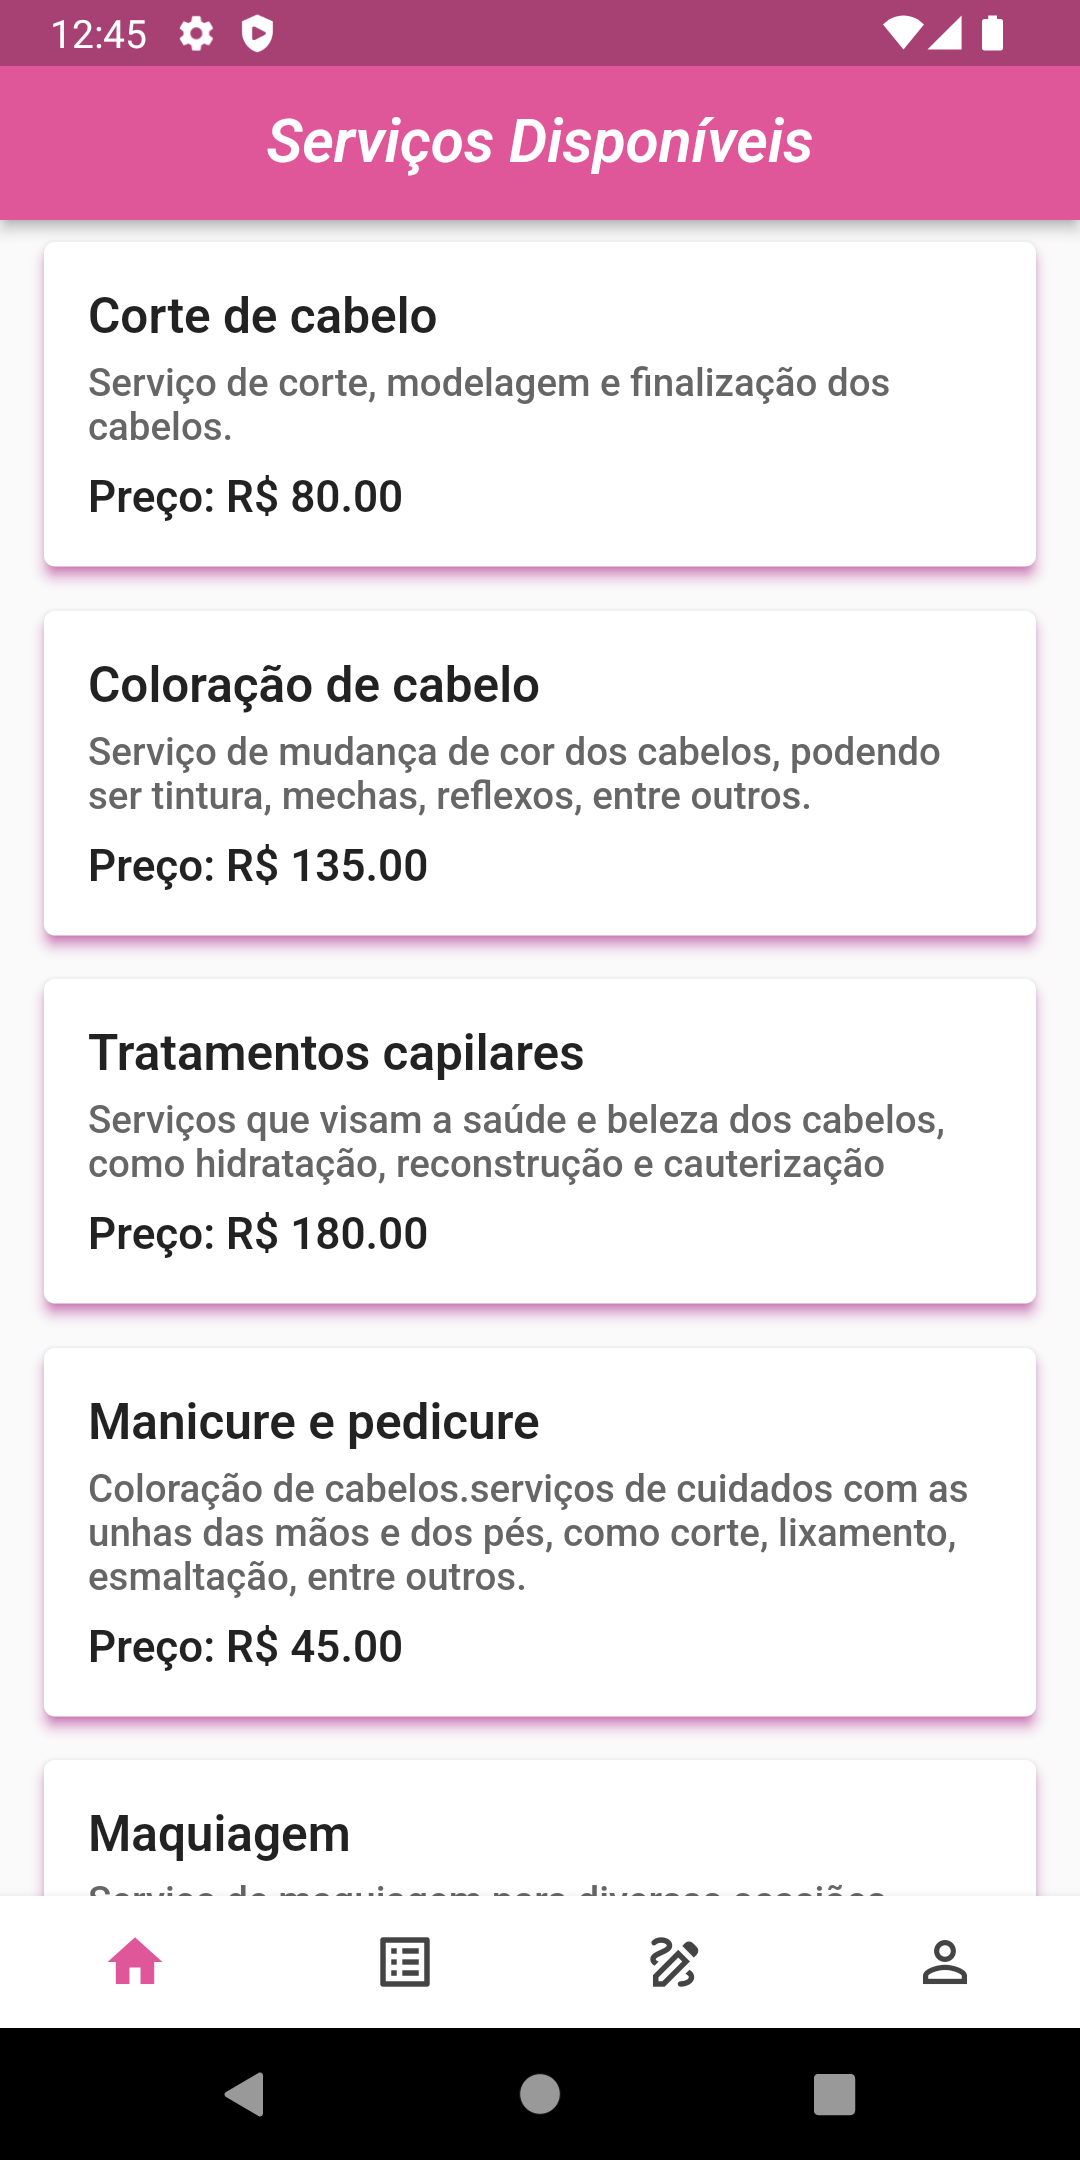 12:45
Serviços Disponíveis
Corte de cabelo
Serviço de corte, modelagem e finalização dos
cabelos.
Preço: R$ 80.00
Coloração de cabelo
Serviço de mudança de cor dos cabelos, podendo
ser tintura, mechas, reflexos, entre outros.
Preço: R$ 135.00
Tratamentos capilares
Serviços que visam a saúde e beleza dos cabelos,
como hidratação, reconstrução e cauterização
Preço: R$ 180.00
Manicure e pedicure
Coloração de cabelos.serviços de cuidados com as
unhas das mãos e dos pés, como corte, lixamento,
esmaltação, entre outros.
Preço: R$ 45.00
Maquiagem